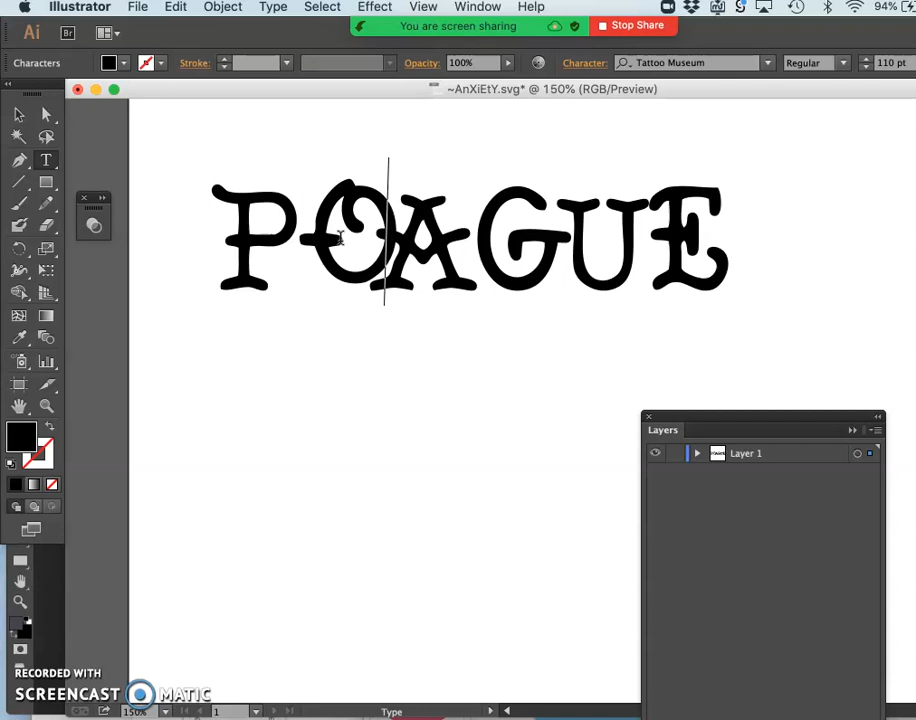 Illustrator File Edit Object Type Select Effect View Window Help 94%
You are screen sharing Stop Share
Ai Br
Characters Stroke: Opacity: 100% Character: Tattoo Museum Regular 110 pt
~AnXiEtY.svg* @ 150% (RGB/Preview)
T
POAGUE
Layers
Layer 1
RECORDED WITH
SCREENCAST MATIC
150% 1 Type